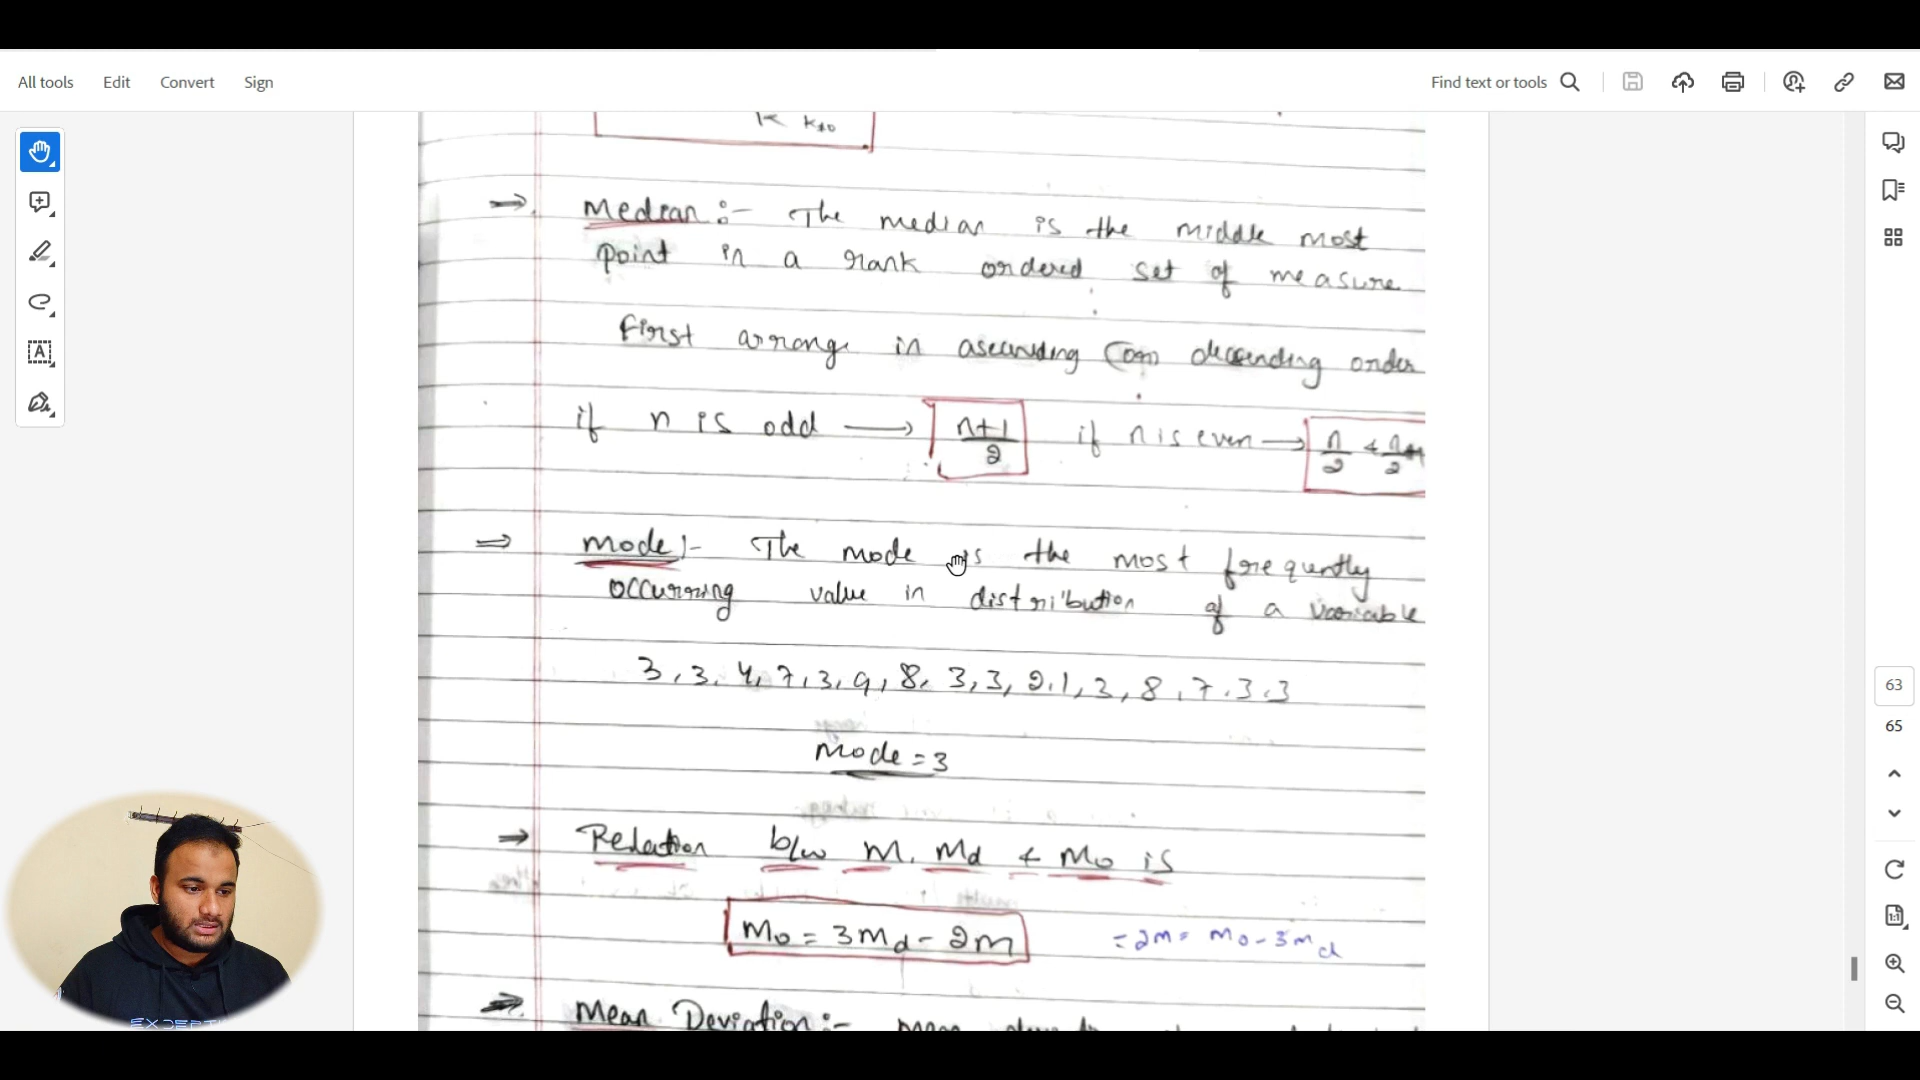 All tools Edit Convert Sign Find text or tools
K K
⇒ Median :- The median is the middle most
point in a rank ordered set of measure
First arrange in ascending (or) descending order
if n is odd → n+1/2 if n is even → n/2 &
⇒ Mode :- The mode is the most frequently
occurring value in distribution of a variable
3, 3, 4, 7, 3, 9, 8, 3, 3, 2, 1, 3, 8, 7, 3, 3
Mode = 3
⇒ Relation b/w M, Md & Mo is
Mo = 3Md - 2M = 2M = Mo - 3Md
⇒ Mean Deviation :- mean
63
65